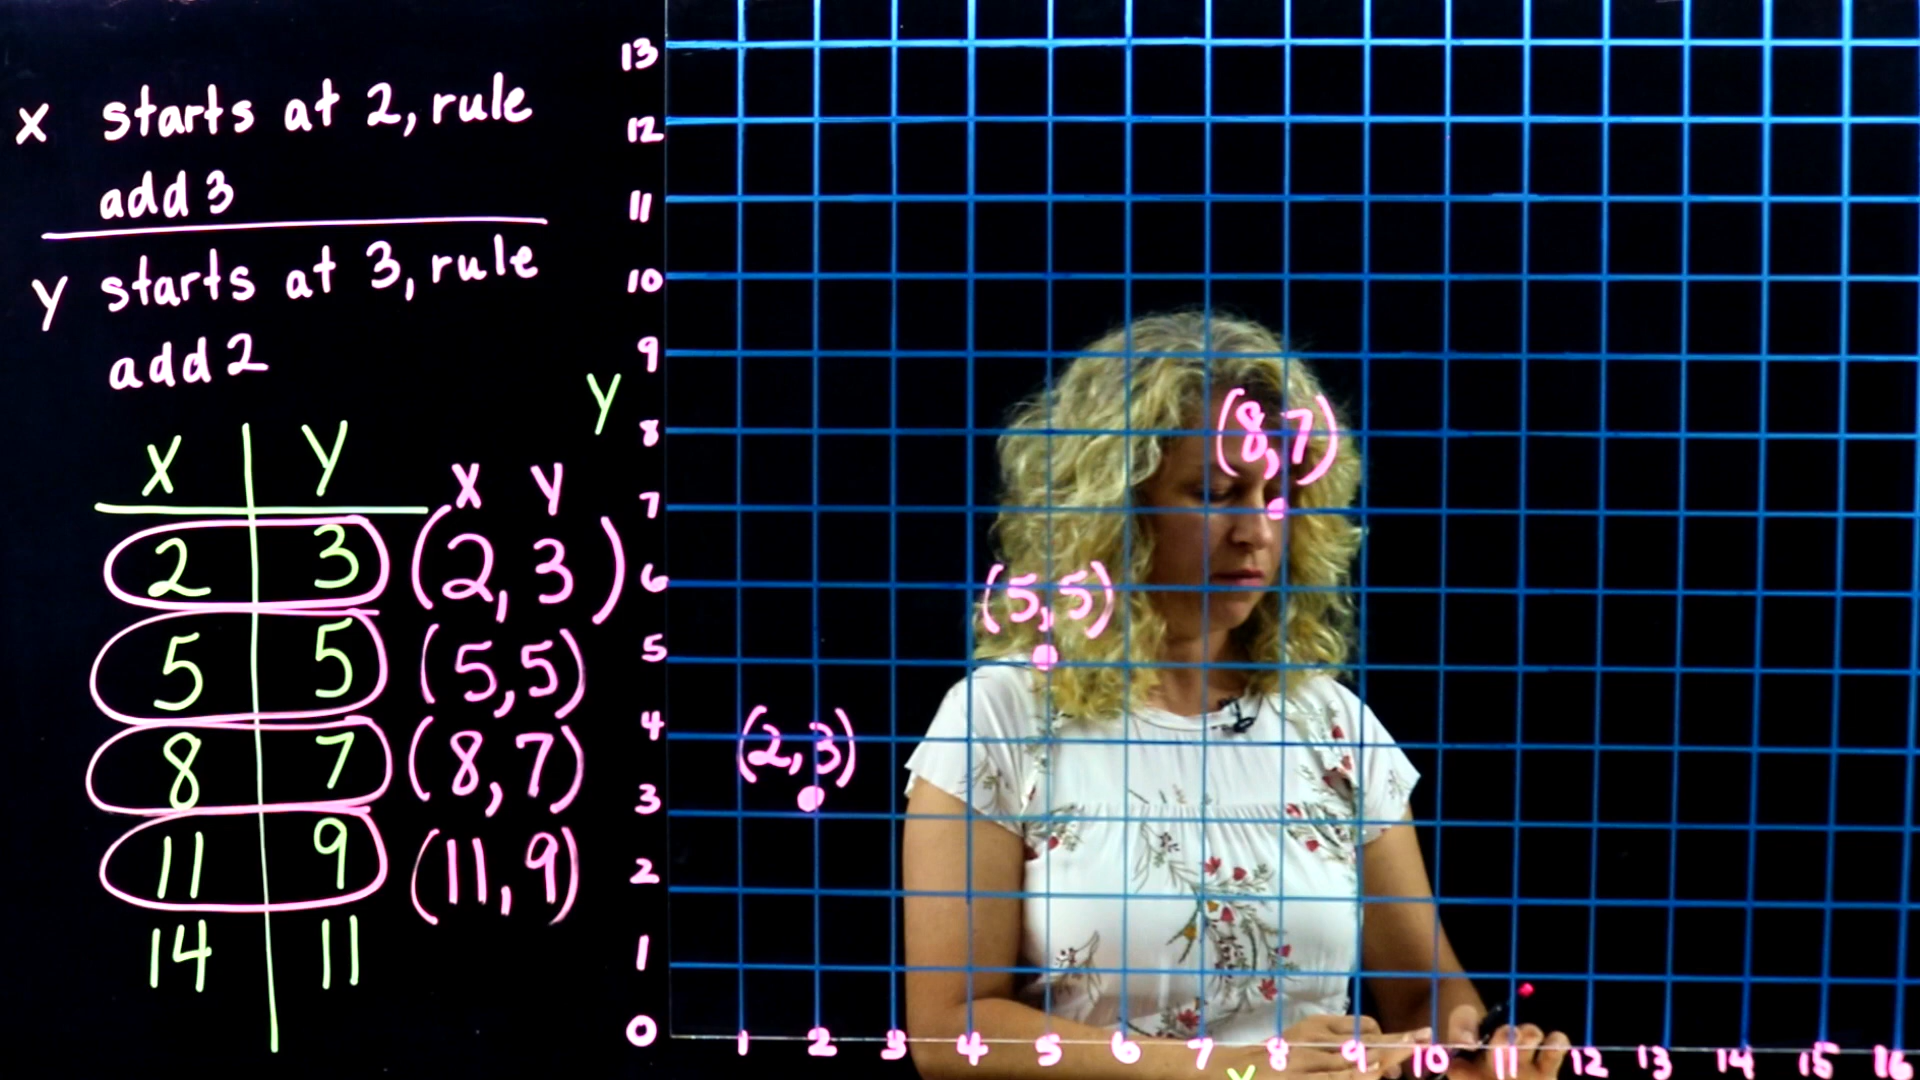 X starts at 2, rule
add 3
Y starts at 3, rule
add 2
X Y
X Y
2 3 (2, 3)
5 5 (5,5)
8 7 (8,7)
11 9 (11,9)
14 11
Y
13
12
11
10
9
8
7
6
5
4
3
2
1
0
(8,7)
(5,5)
(2,3)
1 2 3 4 5 6 7 8 9 10 11 12 13 14 15 16